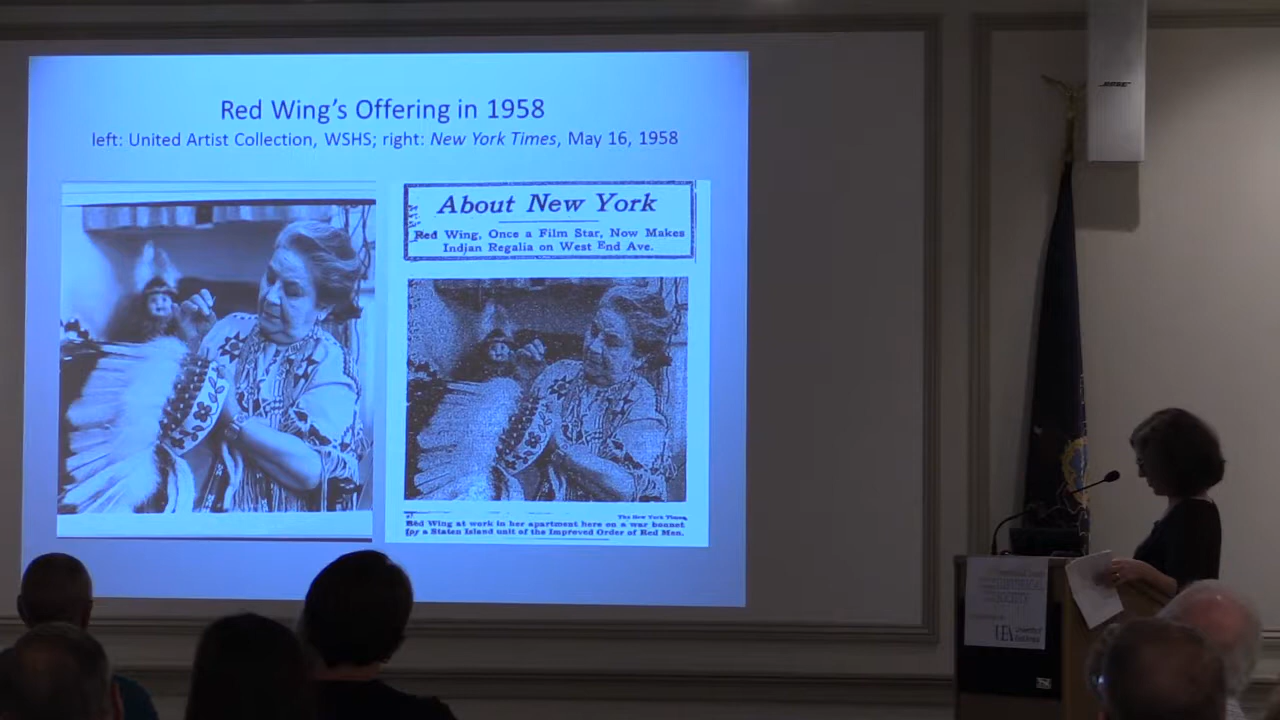 Red Wing's Offering in 1958
left: United Artist Collection, WSHS; right: New York Times, May 16, 1958
About New York
Red Wing, Once a Film Star, Now Makes
Indian Regalia on West End Ave.
The New York Times
Red Wing at work in her apartment here on a war bonnet
for a Staten Island unit of the Improved Order of Red Men.
BOSE